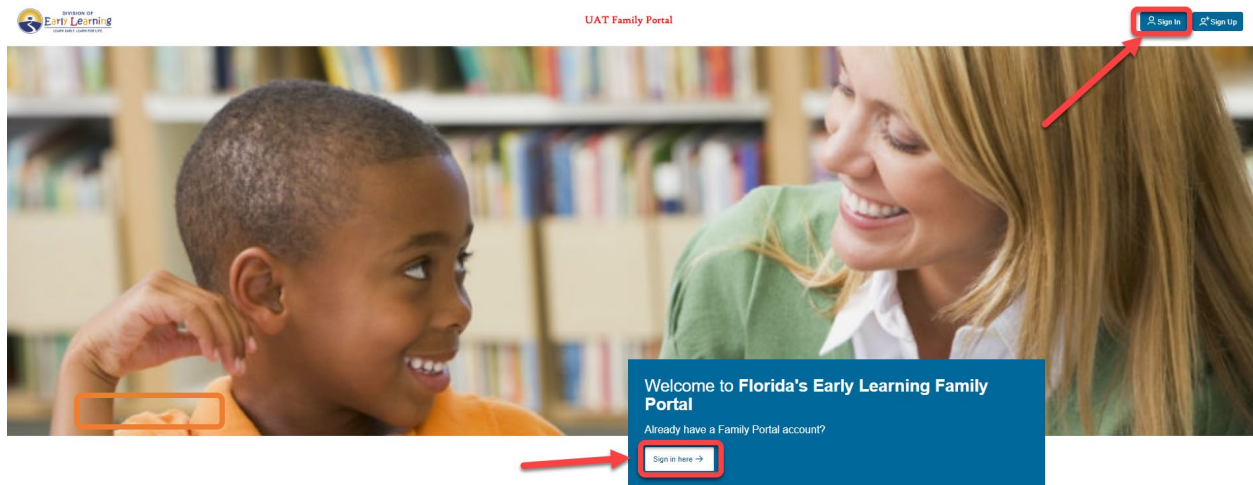 DIVISION OF
Early Learning
LEARN EARLY. LEARN FOR LIFE.
UAT Family Portal
Sign In
Sign Up
Welcome to Florida's Early Learning Family
Portal
Already have a Family Portal account?
Sign in here →